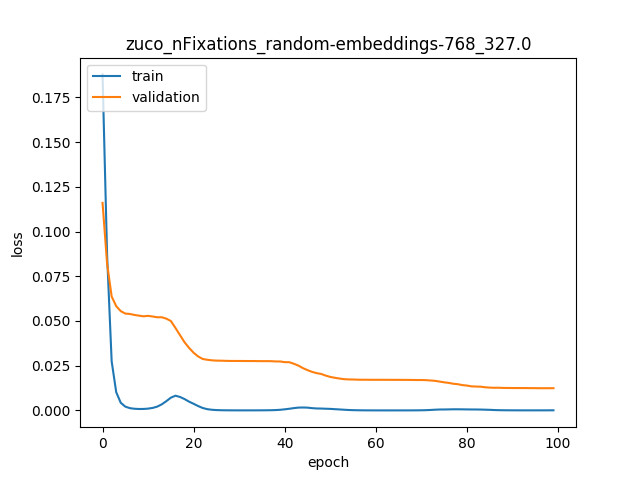 zuco_nFixations_random-embeddings-768_327.0
train
validation
0.175
0.150
0.125
0.100
0.075
0.050
0.025
0.000
loss
0 20 40 60 80 100
epoch